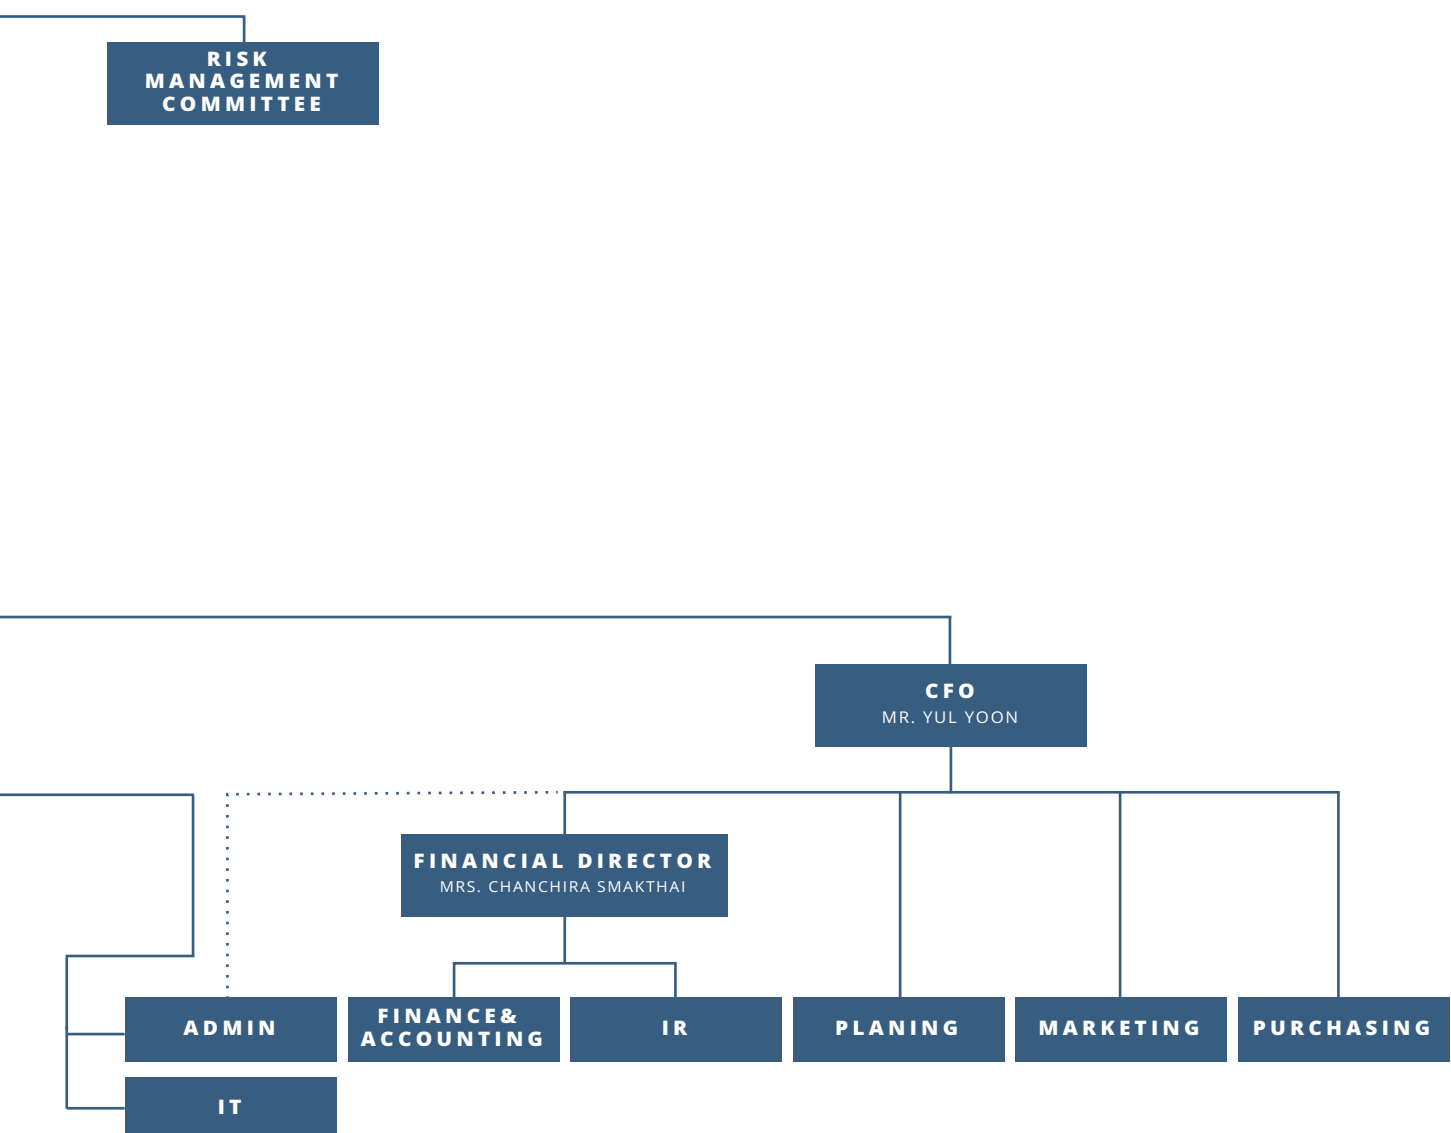 RISK
MANAGEMENT
COMMITTEE
CFO
MR. YUL YOON
FINANCIAL DIRECTOR
MRS. CHANCHIRA SMAKTHAI
ADMIN
FINANCE&
ACCOUNTING
IR
PLANING
MARKETING
PURCHASING
IT